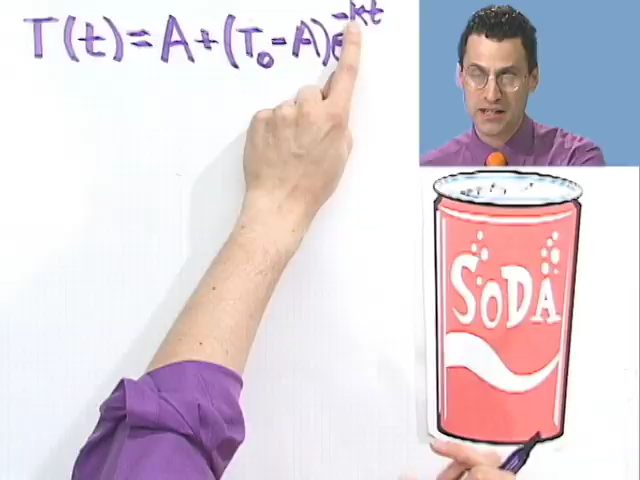 T(t) = A + (T₀ - A)e^-kt
SODA